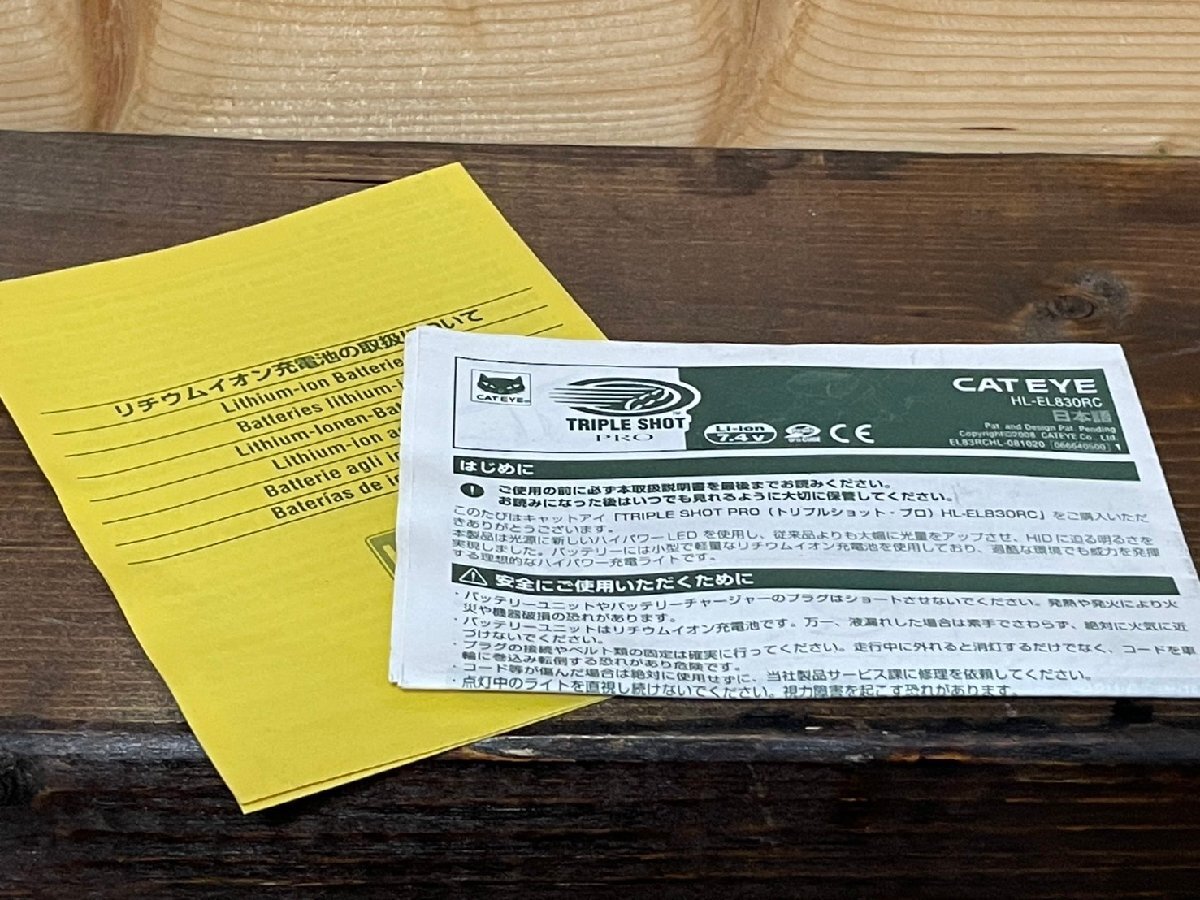 リチウムイオン充電池の取扱について
Lithium-ion Batterie
Batteries lithium-i
Lithium-Ionen-Bat
Lithium-ion a
Batterie agli i
Baterías de i
CAT EYE
TRIPLE SHOT
PRO
Li-ion
7.4 v
CE
CAT EYE
HL-EL830RC
日本語
Pat. and Design Pat. Pending
Copyright©2008 CATEYE Co., Ltd.
EL83RCHL-081020 066640500 1
はじめに
ご使用の前に必ず本取扱説明書を最後までお読みください。
お読みになった後はいつでも見れるように大切に保管してください。
このたびはキャットアイ「TRIPLE SHOT PRO（トリプルショット・プロ）HL-EL830RC」をご購入いただ
きありがとうございます。
本製品は光源に新しいハイパワーLEDを使用し、従来品よりも大幅に光量をアップさせ、HIDに迫る明るさを
実現しました。バッテリーには小型で軽量なリチウムイオン充電池を使用しており、過酷な環境でも威力を発揮
する理想的なハイパワー充電ライトです。
安全にご使用いただくために
・バッテリーユニットやバッテリーチャージャーのプラグはショートさせないでください。発熱や発火により火
災や機器破損の恐れがあります。
・バッテリーユニットはリチウムイオン充電池です。万一、液漏れした場合は素手でさわらず、絶対に火気に近
づけないでください。
・プラグの接続やベルト類の固定は確実に行ってください。走行中に外れると消灯するだけでなく、コードを車
輪に巻込み転倒する恐れがあり危険です。
・コード等が傷んだ場合は絶対に使用せずに、当社製品サービス課に修理を依頼してください。
・点灯中のライトを直視し続けないでください。視力障害を起こす恐れがあります。